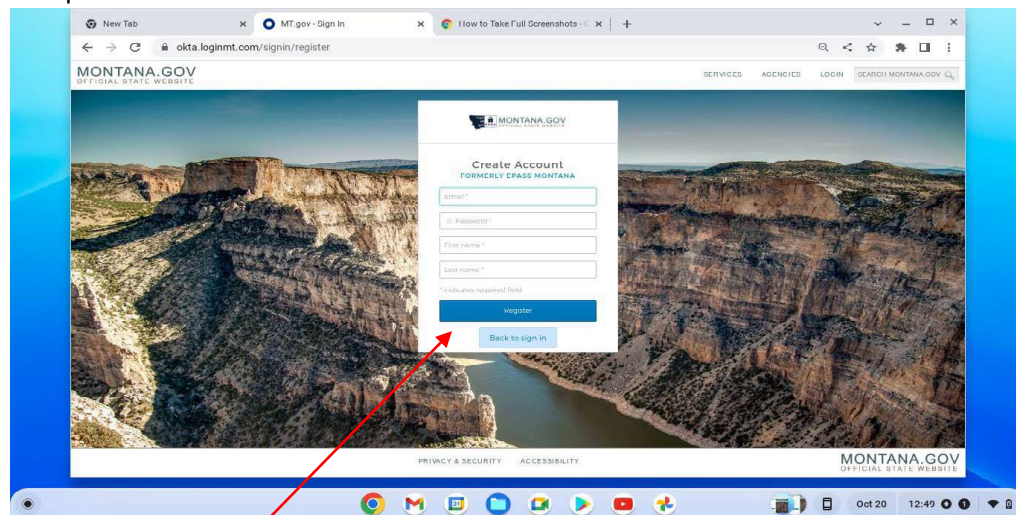 New Tab
MT.gov - Sign In
How to Take Full Screenshots -
okta.loginmt.com/signin/register
MONTANA.GOV
OFFICIAL STATE WEBSITE
SERVICES
AGENCIES
LOGIN
SEARCH MONTANA.GOV
MONTANA.GOV
OFFICIAL STATE WEBSITE
Create Account
FORMERLY EPASS MONTANA
Email *
Password *
First name *
Last name *
* indicates required field
Register
Back to sign in
PRIVACY & SECURITY
ACCESSIBILITY
MONTANA.GOV
OFFICIAL STATE WEBSITE
Oct 20
12:49